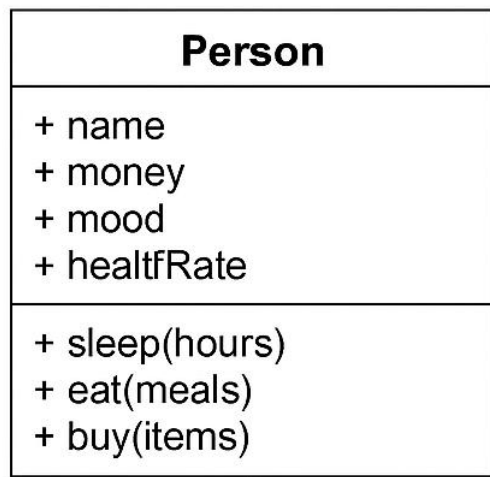 Person
+ name
+ money
+ mood
+ healtfRate
+ sleep(hours)
+ eat(meals)
+ buy(items)